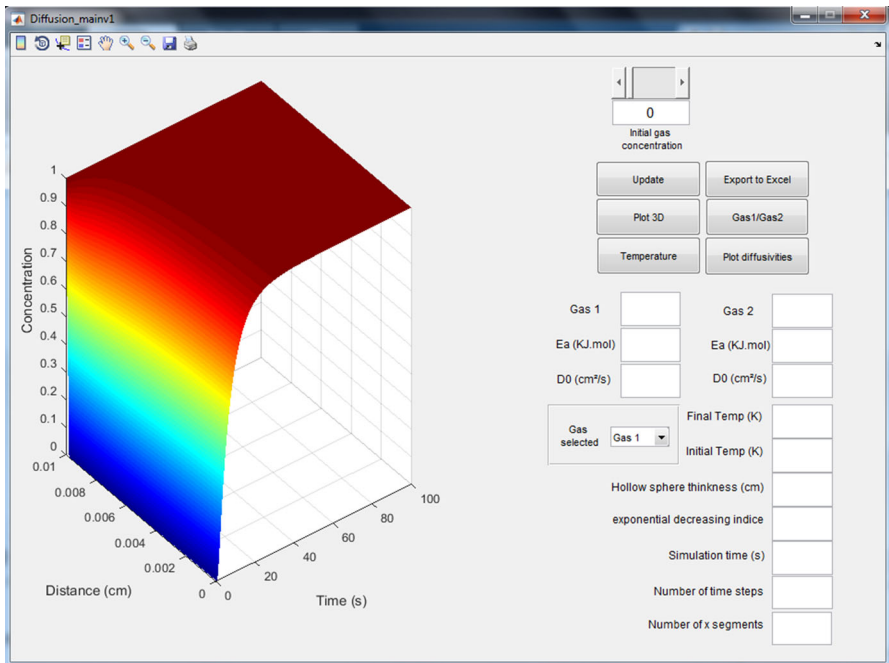 Diffusion_mainv1
0
Initial gas
concentration
Update
Export to Excel
Plot 3D
Gas1/Gas2
Temperature
Plot diffusivities
Gas 1
Gas 2
Ea (KJ.mol)
Ea (KJ.mol)
D0 (cm²/s)
D0 (cm²/s)
Gas
selected
Gas 1
Final Temp (K)
Initial Temp (K)
Hollow sphere thinkness (cm)
exponential decreasing indice
Simulation time (s)
Number of time steps
Number of x segments
Concentration
1
0.9
0.8
0.7
0.6
0.5
0.4
0.3
0.2
0.1
0
0.01
0.008
0.006
0.004
0.002
0
Distance (cm)
0
20
40
60
80
100
Time (s)